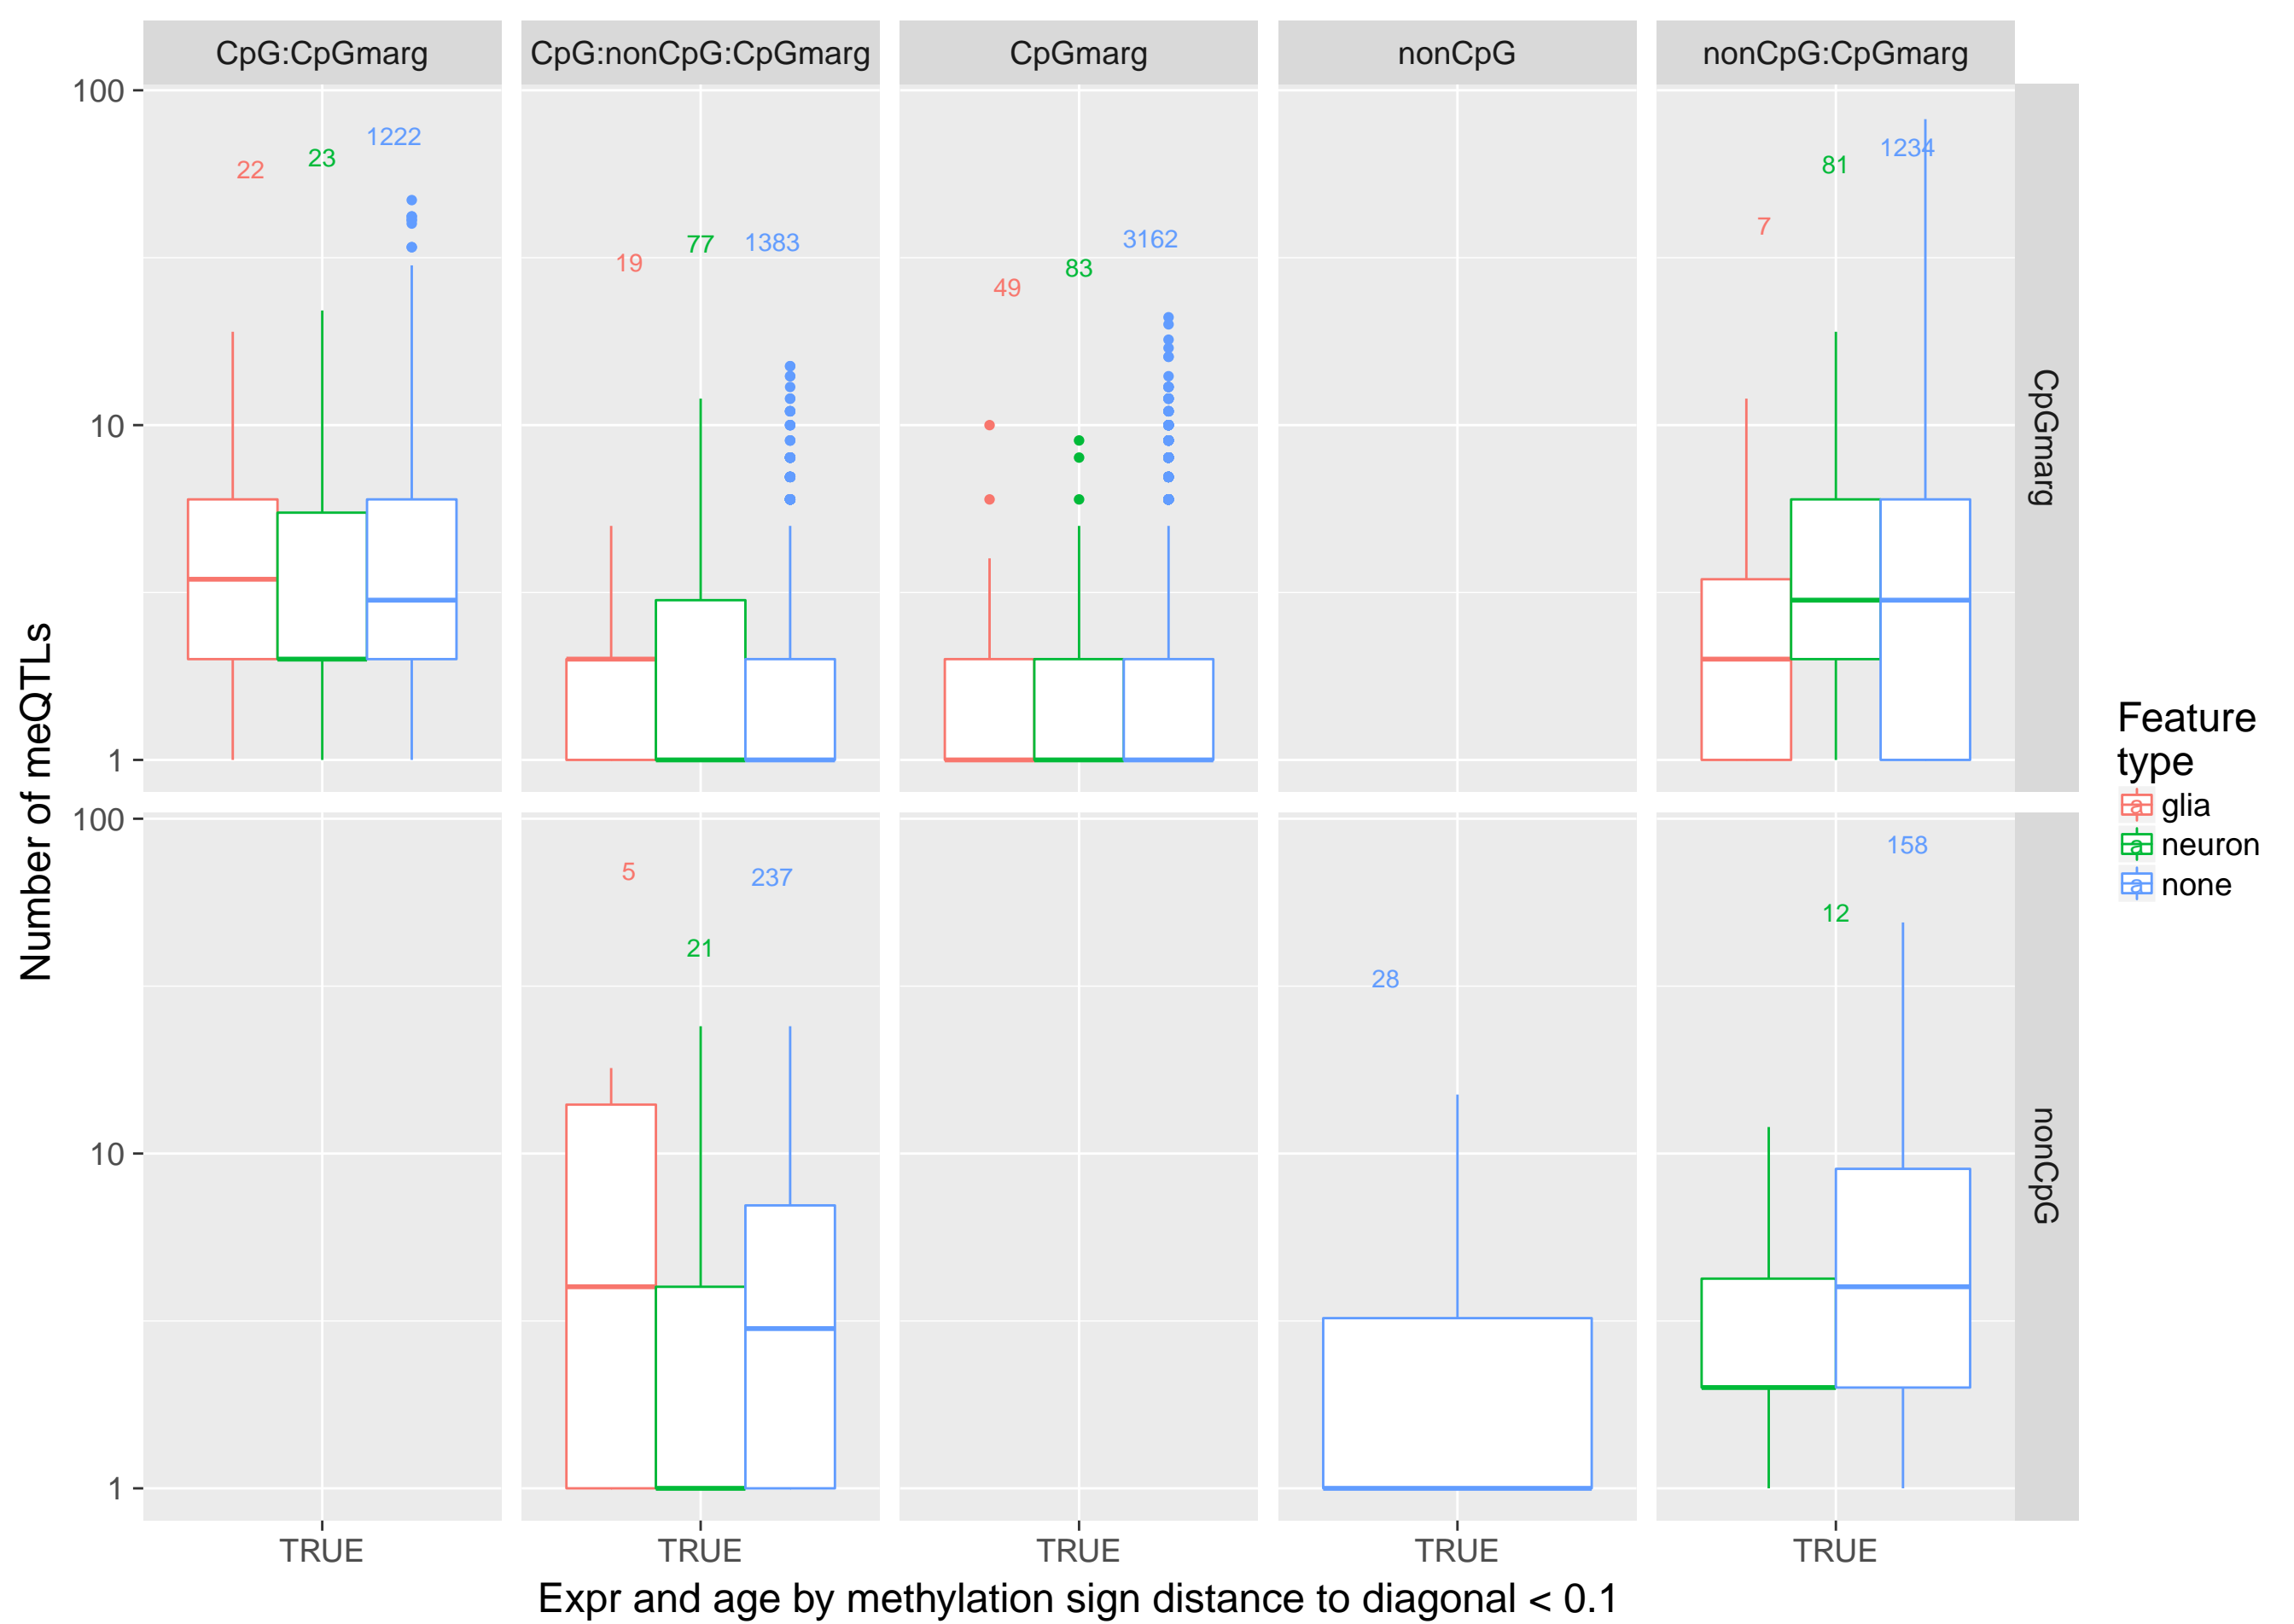 CpG:CpGmarg
CpG:nonCpG:CpGmarg
CpGmarg
nonCpG
nonCpG:CpGmarg
100
10
1
22
23
1222
19
77
1383
49
83
3162
7
81
1234
CpGmarg
100
10
1
5
21
237
28
12
158
nonCpG
Number of meQTLs
TRUE
TRUE
TRUE
TRUE
TRUE
Expr and age by methylation sign distance to diagonal < 0.1
Feature
type
a glia
a neuron
a none